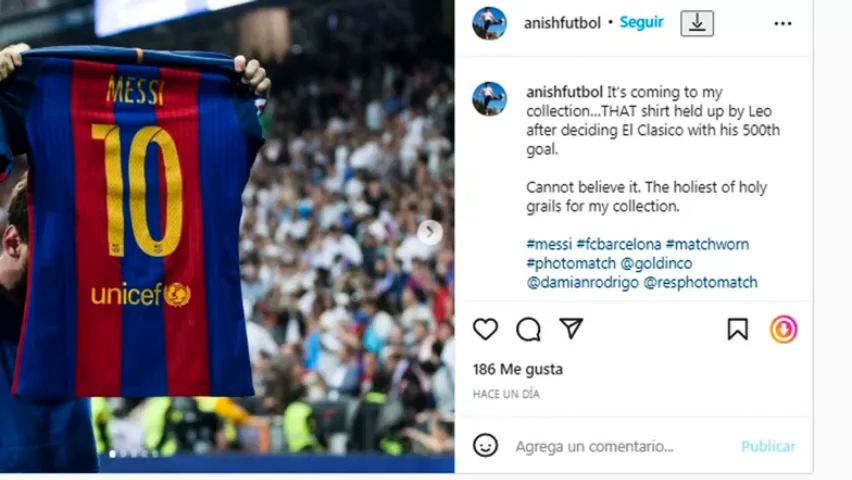 MESSI
10
unicef
anishfutbol • Seguir
anishfutbol It's coming to my
collection...THAT shirt held up by Leo
after deciding El Clasico with his 500th
goal.
Cannot believe it. The holiest of holy
grails for my collection.
#messi #fcbarcelona #matchworn
#photomatch @goldinco
@damianrodrigo @resphotomatch
186 Me gusta
HACE UN DÍA
Agrega un comentario... Publicar